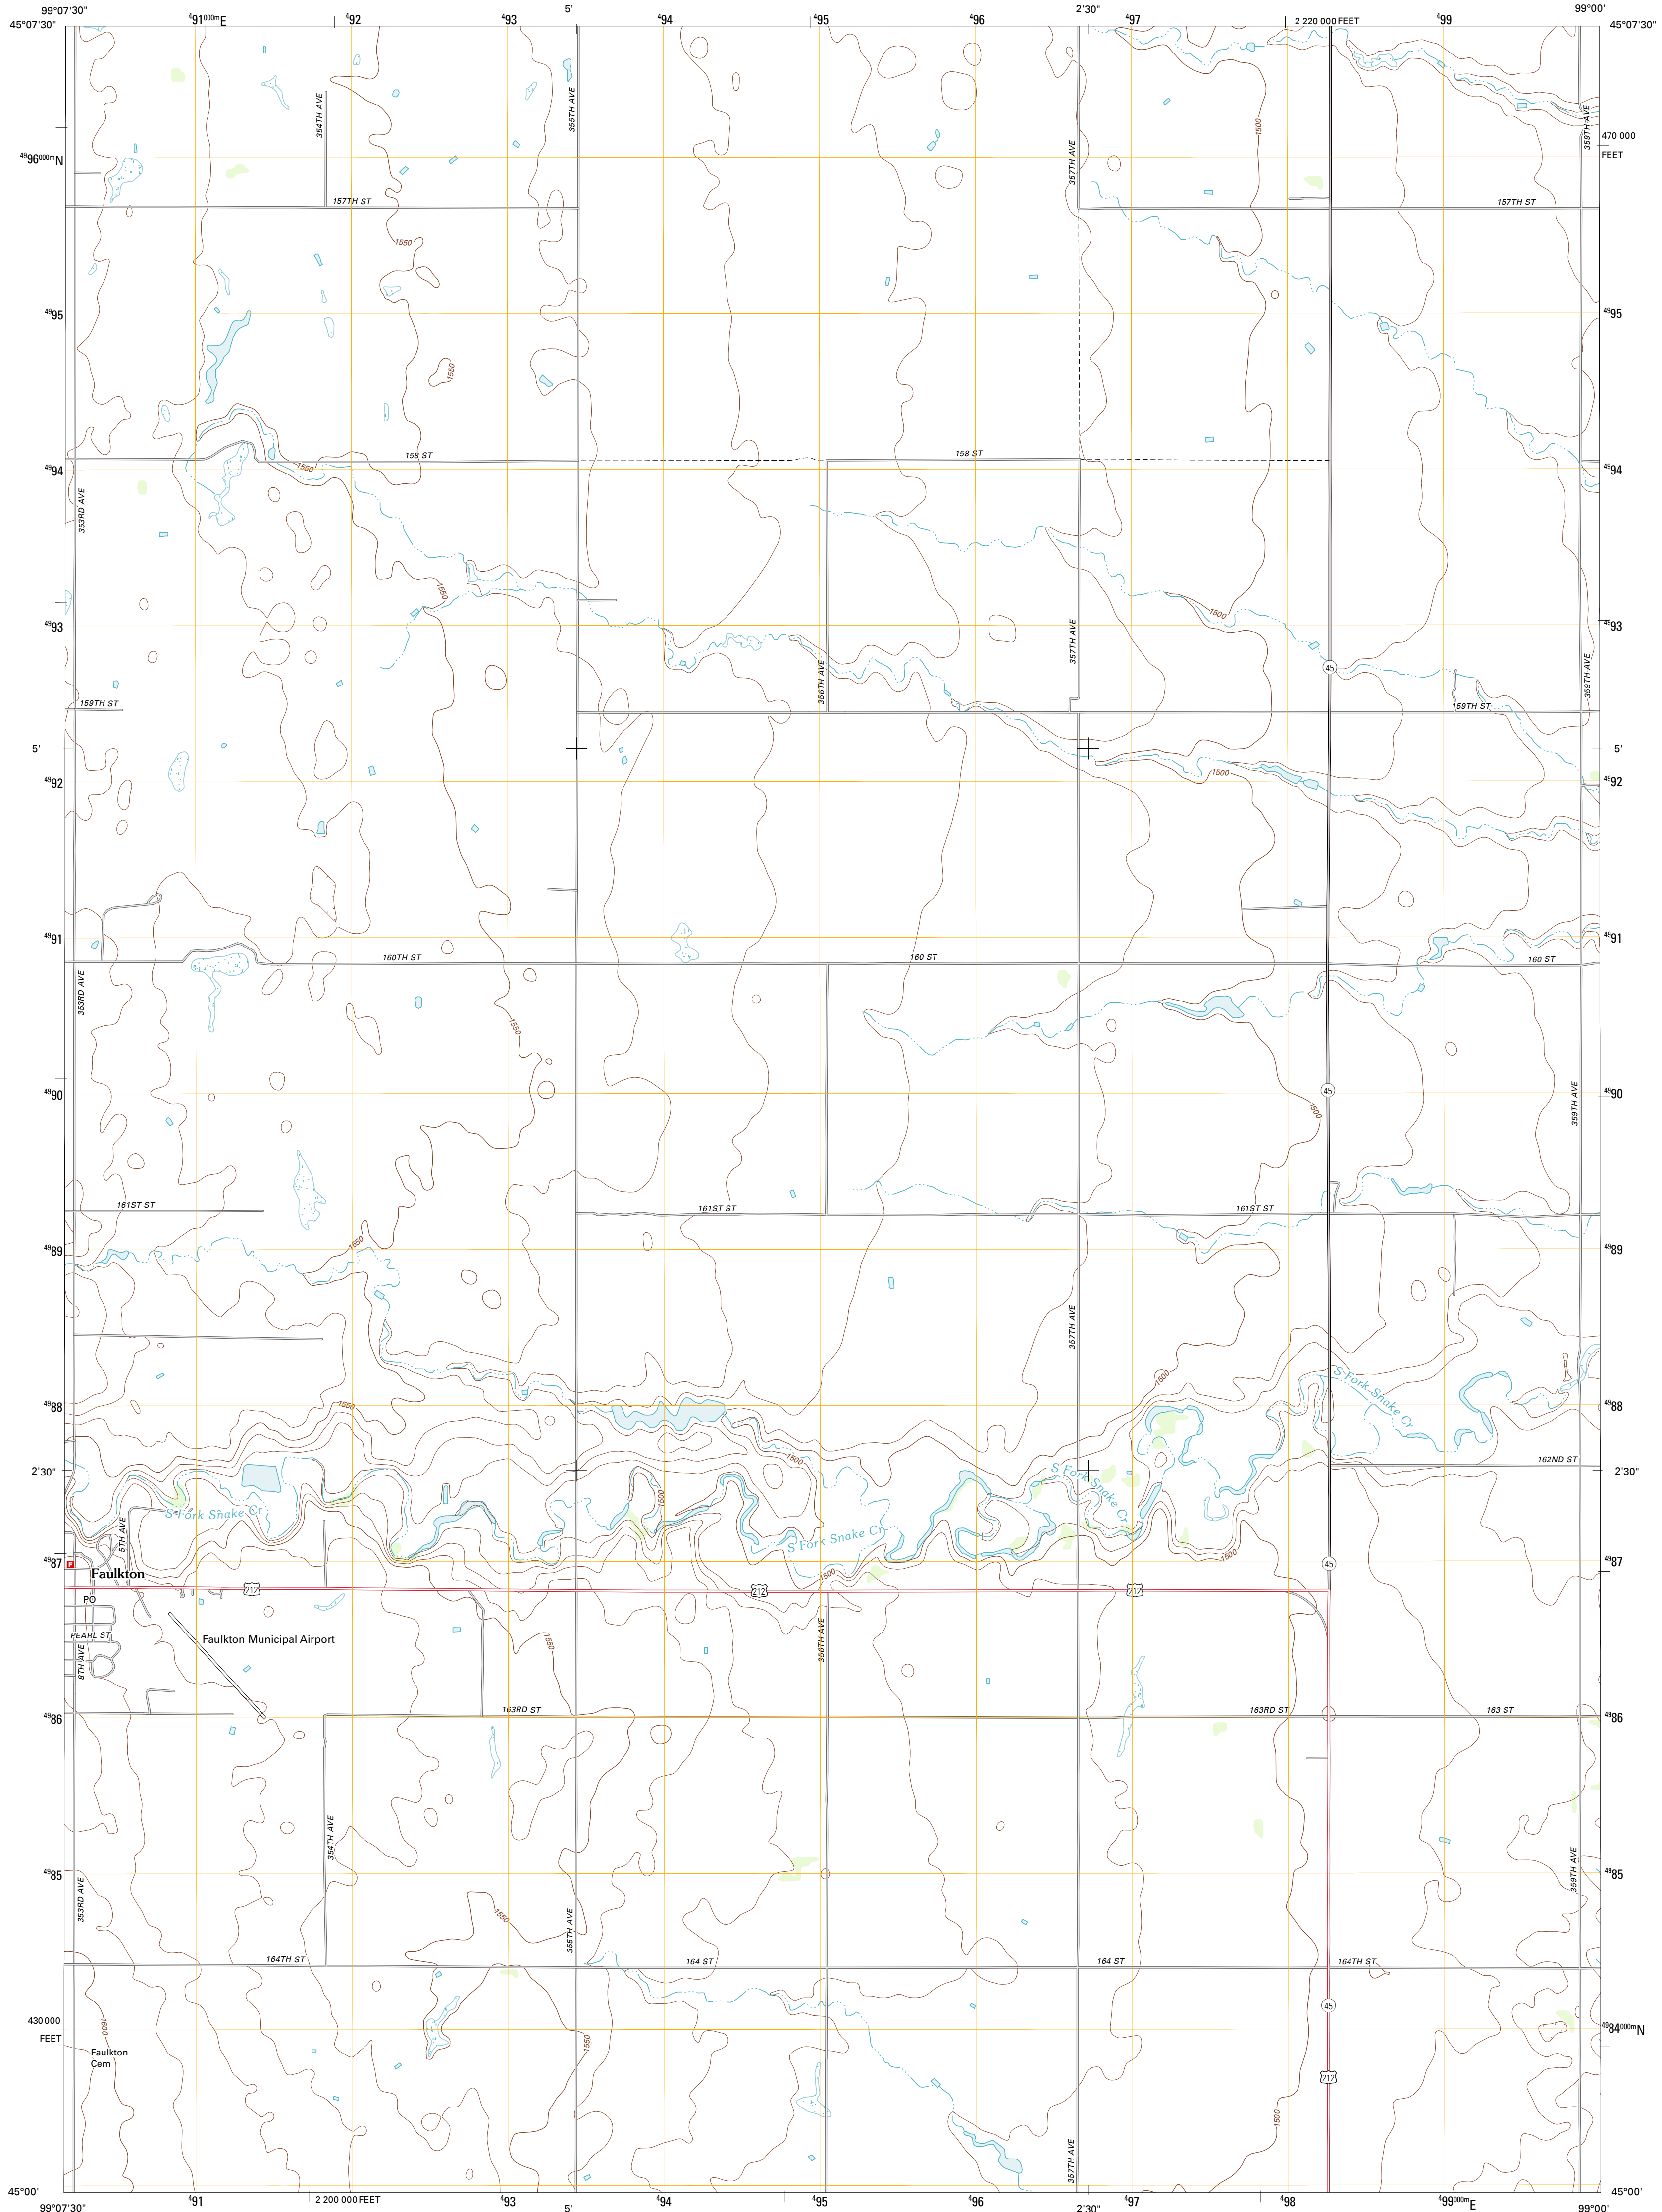 99°07'30"
⁴91⁰⁰⁰ᵐE
⁴92
⁴93
5'
⁴94
⁴95
⁴96
2'30"
⁴97
2 220 000 FEET
⁴99
99°00'
45°07'30"
45°07'30"
354TH AVE
355TH AVE
357TH AVE
1500
359TH AVE
470 000
FEET
⁴⁹96⁰⁰⁰ᵐN
157TH ST
157TH ST
1550
⁴⁹95
⁴⁹95
1550
158 ST
158 ST
1550
⁴⁹94
⁴⁹94
353RD AVE
1550
1500
⁴⁹93
⁴⁹93
356TH AVE
357TH AVE
45
359TH AVE
159TH ST
159TH ST
5'
5'
1500
⁴⁹92
⁴⁹92
⁴⁹91
⁴⁹91
160TH ST
160 ST
160 ST
353RD AVE
1550
⁴⁹90
45
1500
359TH AVE
⁴⁹90
161ST ST
161ST ST
161ST ST
1550
⁴⁹89
⁴⁹89
357TH AVE
1500
S Fork Snake Cr
1550
⁴⁹88
⁴⁹88
1500
162ND ST
2'30"
2'30"
S Fork Snake Cr
1500
S Fork Snake Cr
5TH AVE
S Fork Snake Cr
1500
⁴⁹87
F
45
⁴⁹87
Faulkton
1500
212
212
212
PO
PEARL ST
Faulkton Municipal Airport
8TH AVE
1550
356TH AVE
163RD ST
163RD ST
163 ST
⁴⁹86
⁴⁹86
354TH AVE
⁴⁹85
⁴⁹85
353RD AVE
1550
355TH AVE
359TH AVE
164TH ST
164 ST
164 ST
164TH ST
45
430 000
FEET
1600
1550
⁴⁹84⁰⁰⁰ᵐN
Faulkton
Cem
212
1500
357TH AVE
45°00'
45°00'
99°07'30"
⁴91
2 200 000 FEET
⁴93
5'
⁴94
⁴95
⁴96
2'30"
⁴97
⁴98
⁴99⁰⁰⁰ᵐE
99°00'